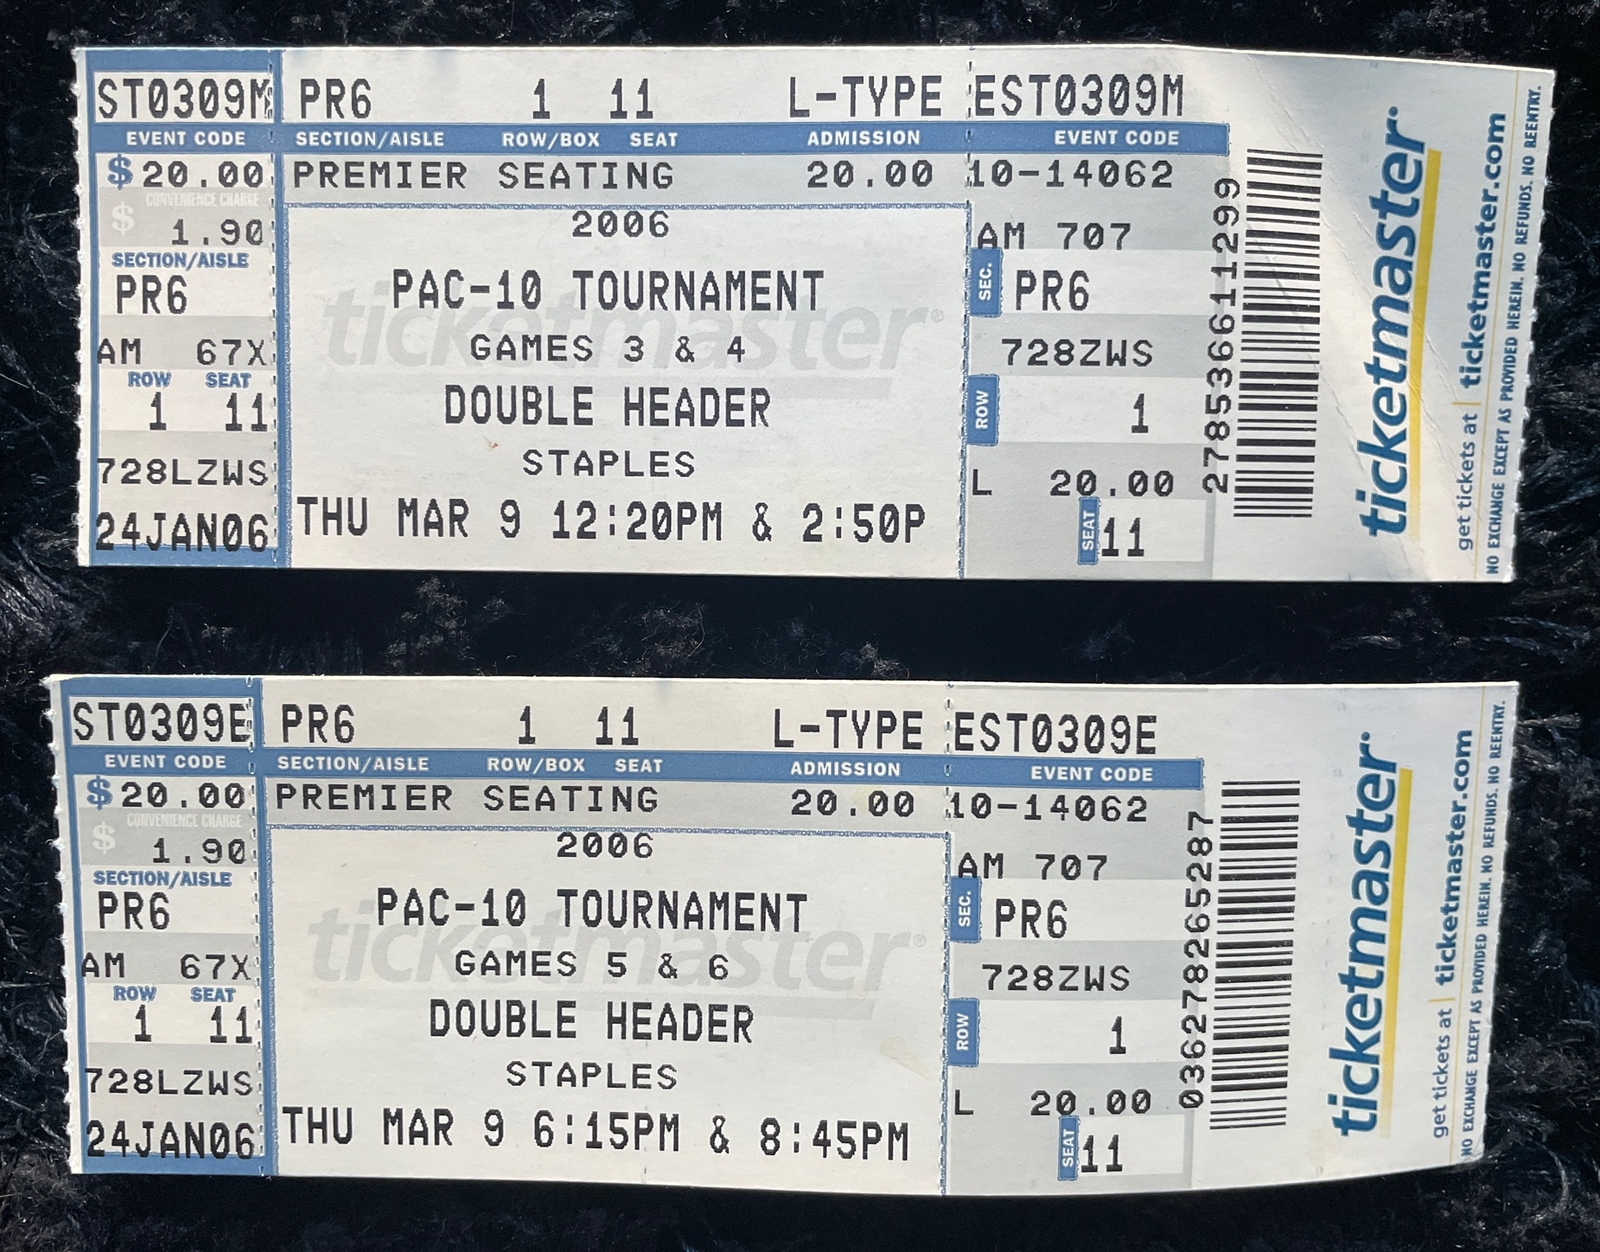 ST0309M PR6 1 11 L-TYPE EST0309M
EVENT CODE SECTION/AISLE ROW/BOX SEAT ADMISSION EVENT CODE
$20.00 PREMIER SEATING 20.00 10-14062
CONVENIENCE CHARGE
$ 1.90 2006 AM 707
SECTION/AISLE
PR6 PAC-10 TOURNAMENT SEC. PR6
ticketmaster®
AM 67X GAMES 3 & 4 728ZWS
ROW SEAT
1 11 DOUBLE HEADER ROW 1
728LZWS STAPLES L 20.00
24JAN06 THU MAR 9 12:20PM & 2:50P SEAT 11
278536611299
ticketmaster®
get tickets at ticketmaster.com
NO EXCHANGE EXCEPT AS PROVIDED HEREIN. NO REFUNDS. NO REENTRY.
ST0309E PR6 1 11 L-TYPE EST0309E
EVENT CODE SECTION/AISLE ROW/BOX SEAT ADMISSION EVENT CODE
$20.00 PREMIER SEATING 20.00 10-14062
CONVENIENCE CHARGE
$ 1.90 2006 AM 707
SECTION/AISLE
PR6 PAC-10 TOURNAMENT SEC. PR6
ticketmaster®
AM 67X GAMES 5 & 6 728ZWS
ROW SEAT
1 11 DOUBLE HEADER ROW 1
728LZWS STAPLES L 20.00
24JAN06 THU MAR 9 6:15PM & 8:45PM SEAT 11
036278265287
ticketmaster®
get tickets at ticketmaster.com
NO EXCHANGE EXCEPT AS PROVIDED HEREIN. NO REFUNDS. NO REENTRY.